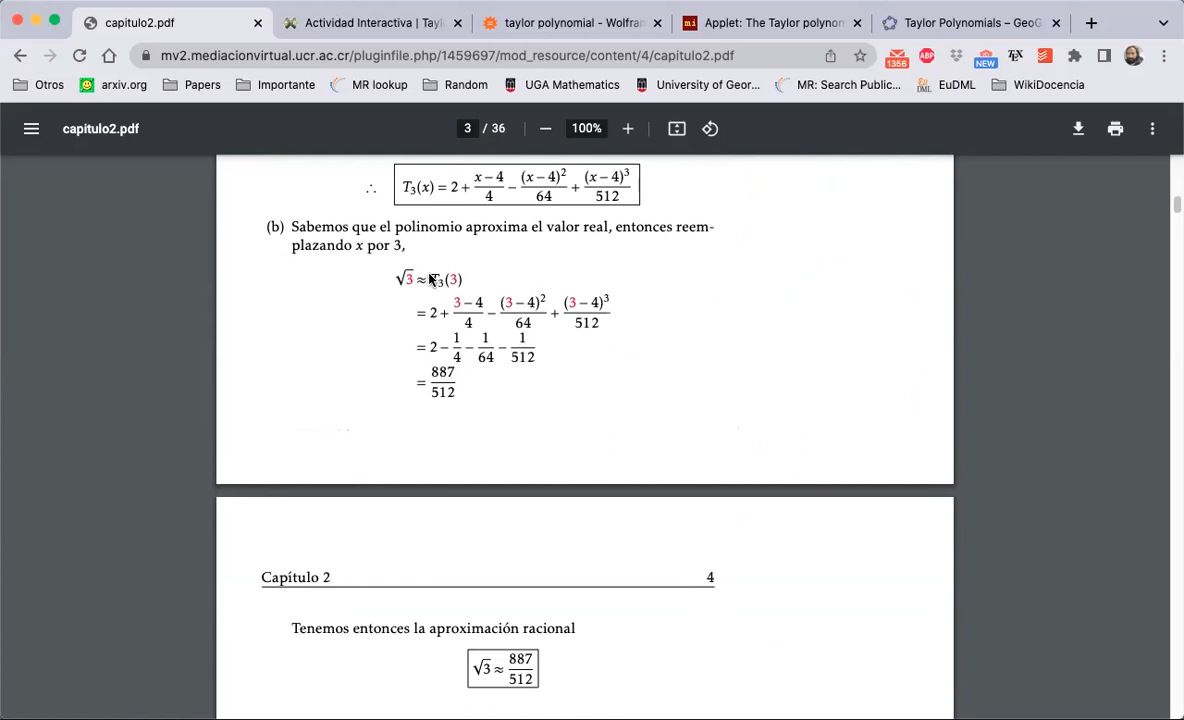 capitulo2.pdf
Actividad Interactiva | Tayl
taylor polynomial - Wolfram
Applet: The Taylor polynom
Taylor Polynomials – GeoG
mv2.mediacionvirtual.ucr.ac.cr/pluginfile.php/1459697/mod_resource/content/4/capitulo2.pdf
1356
ABP
NEW
TEX
Otros
arxiv.org
Papers
Importante
MR lookup
Random
UGA Mathematics
University of Geor...
MR: Search Public...
EuDML
WikiDocencia
capitulo2.pdf
3 / 36
100%
∴ T₃(x) = 2 + (x − 4)/4 − (x − 4)²/64 + (x − 4)³/512
(b) Sabemos que el polinomio aproxima el valor real, entonces reem-
plazando x por 3,
√3 ≈ T₃(3)
= 2 + (3 − 4)/4 − (3 − 4)²/64 + (3 − 4)³/512
= 2 − 1/4 − 1/64 − 1/512
= 887/512
Capítulo 2 4
Tenemos entonces la aproximación racional
√3 ≈ 887/512